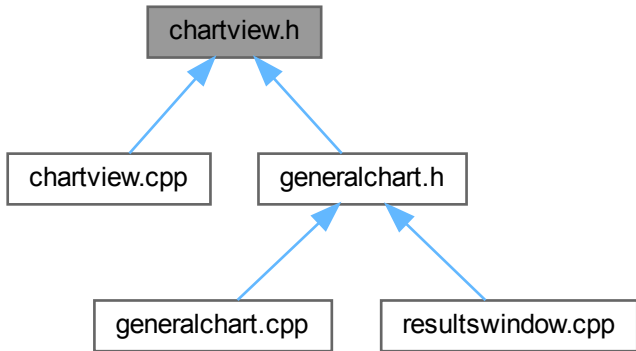 chartview.h
chartview.cpp
generalchart.h
generalchart.cpp
resultswindow.cpp